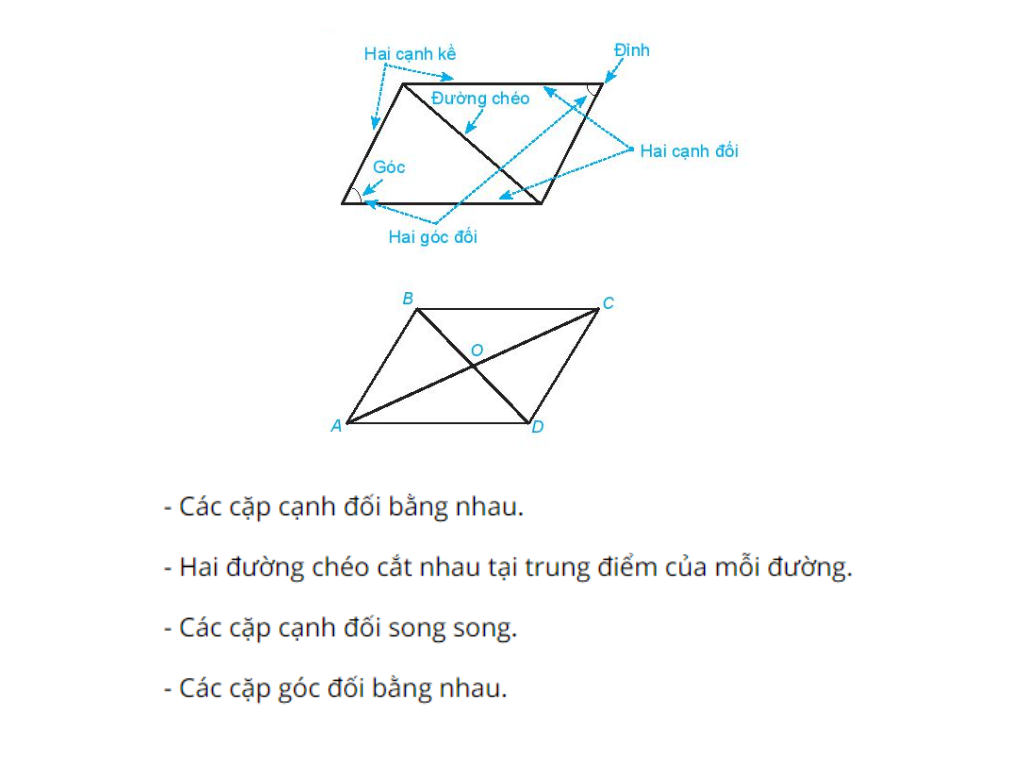 Hai cạnh kề
Đỉnh
Đường chéo
Hai cạnh đối
Góc
Hai góc đối
B
C
O
A
D
- Các cặp cạnh đối bằng nhau.
- Hai đường chéo cắt nhau tại trung điểm của mỗi đường.
- Các cặp cạnh đối song song.
- Các cặp góc đối bằng nhau.